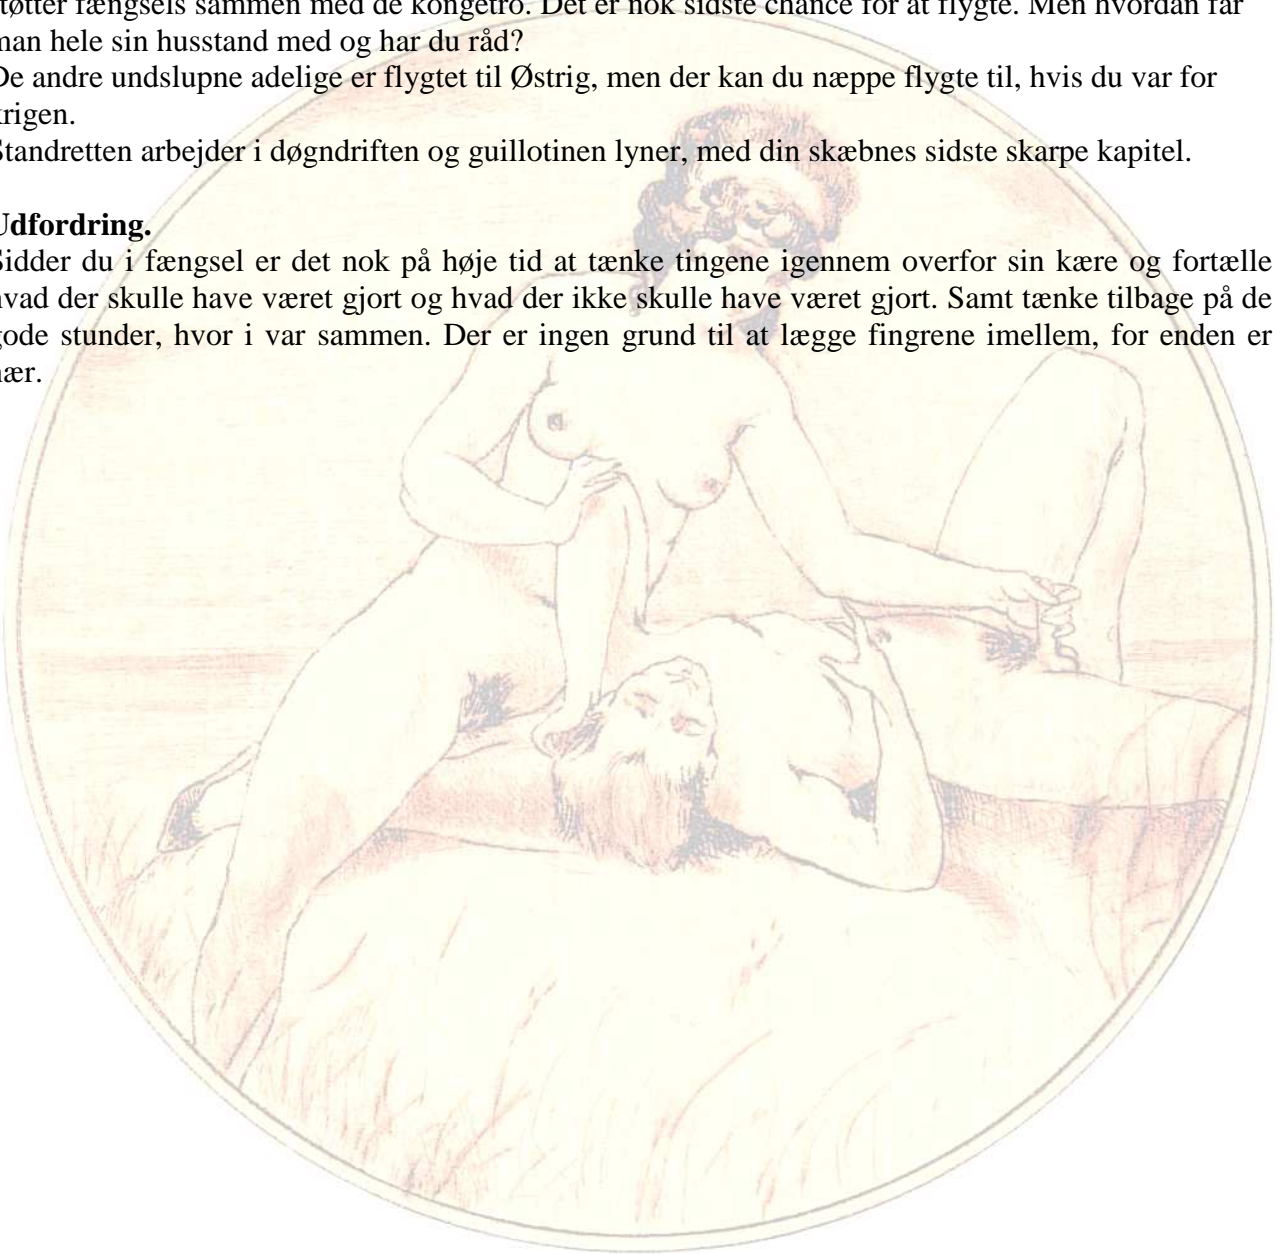 støtter fængsels sammen med de kongetro. Det er nok sidste chance for at flygte. Men hvordan får
man hele sin husstand med og har du råd?
De andre undslupne adelige er flygtet til Østrig, men der kan du næppe flygte til, hvis du var for
krigen.
Standretten arbejder i døgndriften og guillotinen lyner, med din skæbnes sidste skarpe kapitel.
Udfordring.
Sidder du i fængsel er det nok på høje tid at tænke tingene igennem overfor sin kære og fortælle
hvad der skulle have været gjort og hvad der ikke skulle have været gjort. Samt tænke tilbage på de
gode stunder, hvor i var sammen. Der er ingen grund til at lægge fingrene imellem, for enden er
nær.